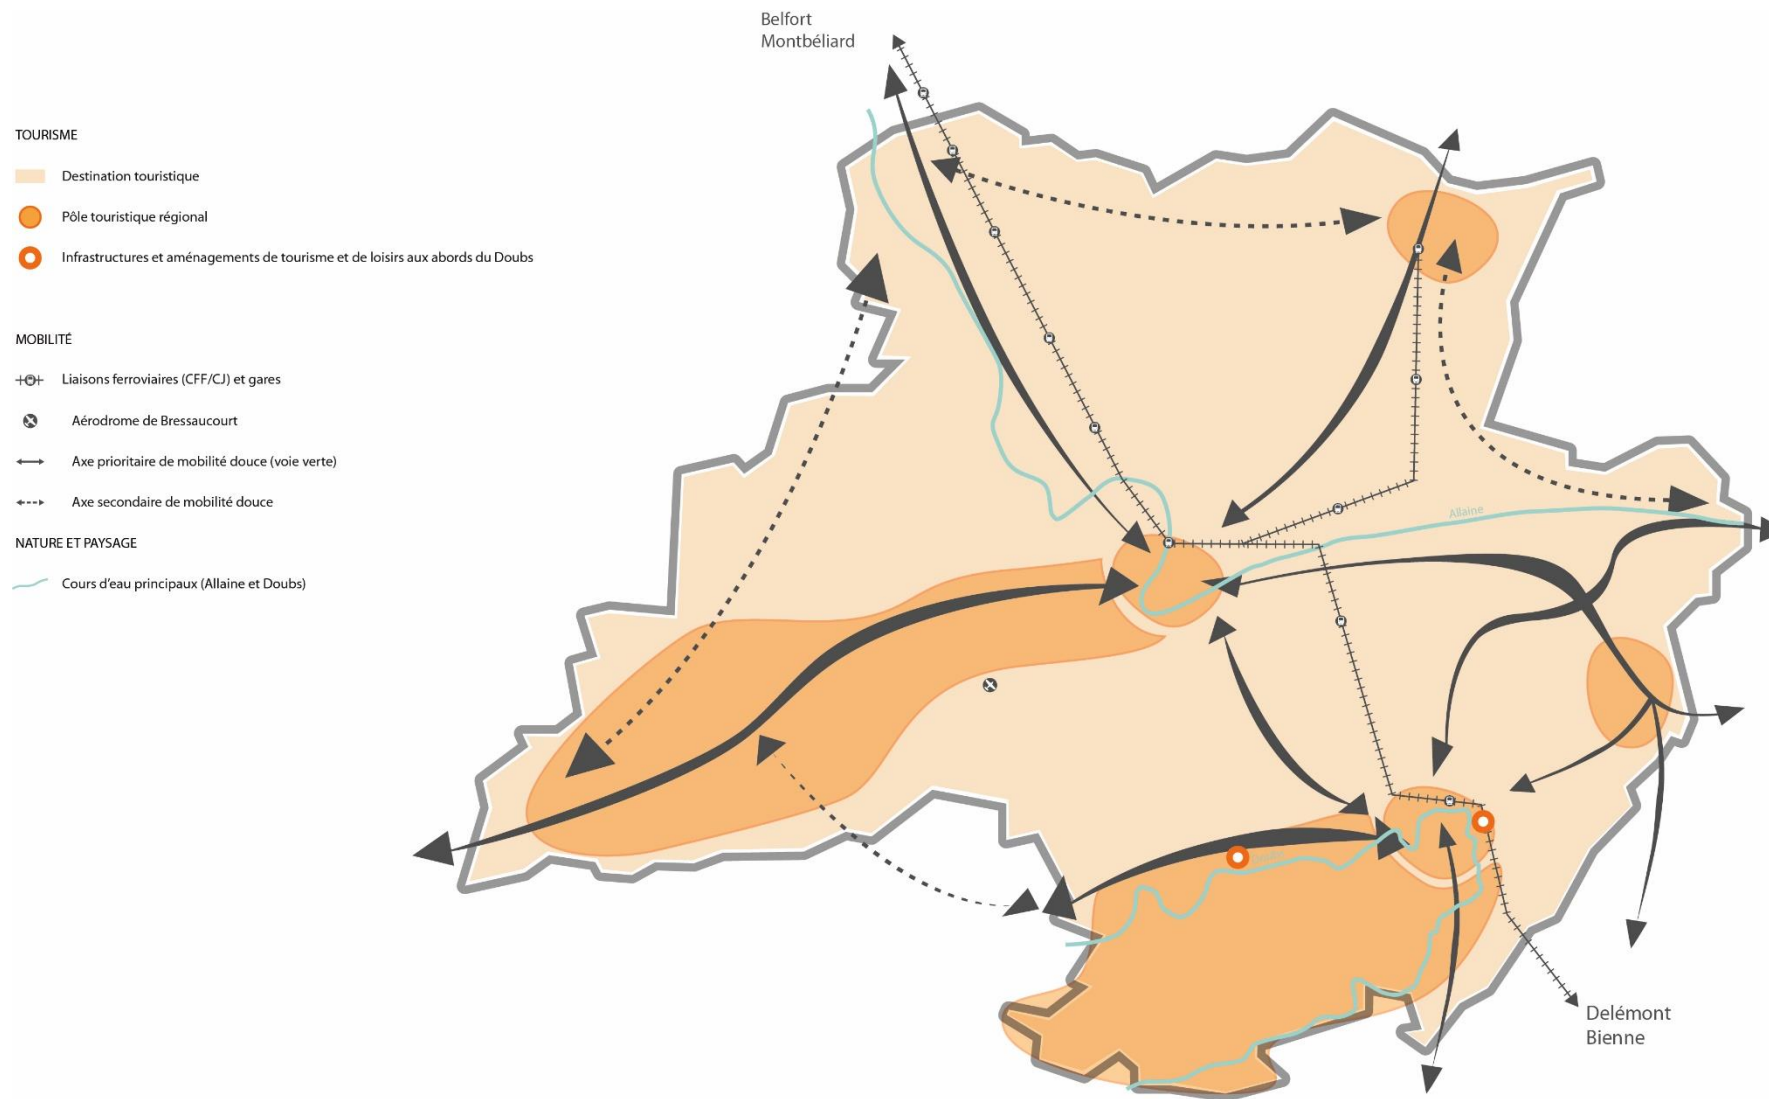 Belfort
Montbéliard
TOURISME
Destination touristique
Pôle touristique régional
Infrastructures et aménagements de tourisme et de loisirs aux abords du Doubs
MOBILITÉ
Liaisons ferroviaires (CFF/CJ) et gares
Aérodrome de Bressaucourt
Axe prioritaire de mobilité douce (voie verte)
Axe secondaire de mobilité douce
NATURE ET PAYSAGE
Cours d'eau principaux (Allaine et Doubs)
Allaine
Delémont
Bienne